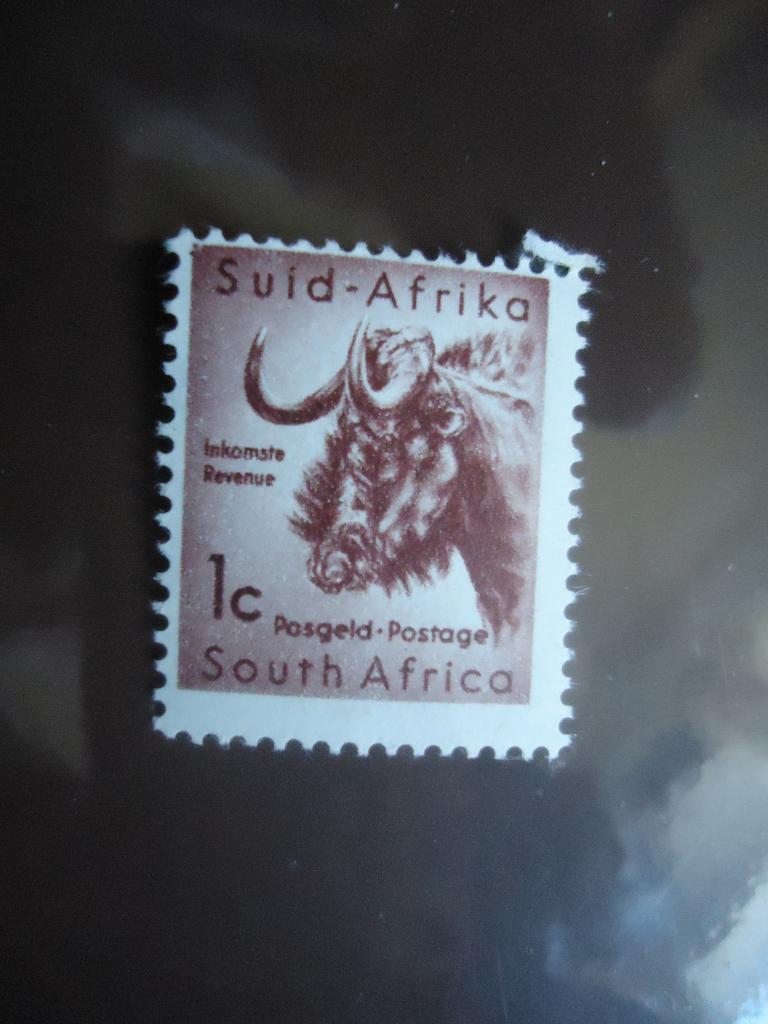 Suid-Afrika
Inkomste
Revenue
1c
Posgeld·Postage
South Africa